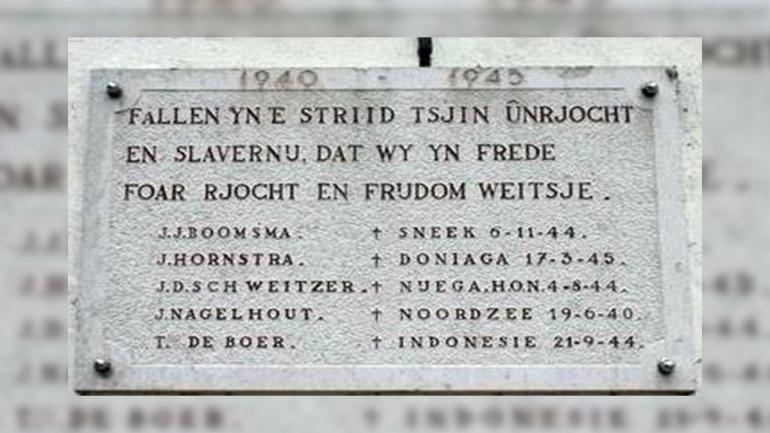 1940 - 1945
FALLEN YN'E STRIID TSJIN ÛNRJOCHT
EN SLAVERNIJ, DAT WY YN FREDE
FOAR RJOCHT EN FRIJDOM WEITSJE.
J.J.BOOMSMA. † SNEEK 6-11-44.
J.HORNSTRA. † DONIAGA 17-3-45.
J.D.SCHWEITZER. † NIJEGA.HON.4-8-44.
J.NAGELHOUT. † NOORDZEE 19-6-40.
T. DE BOER. † INDONESIE 21-9-44.